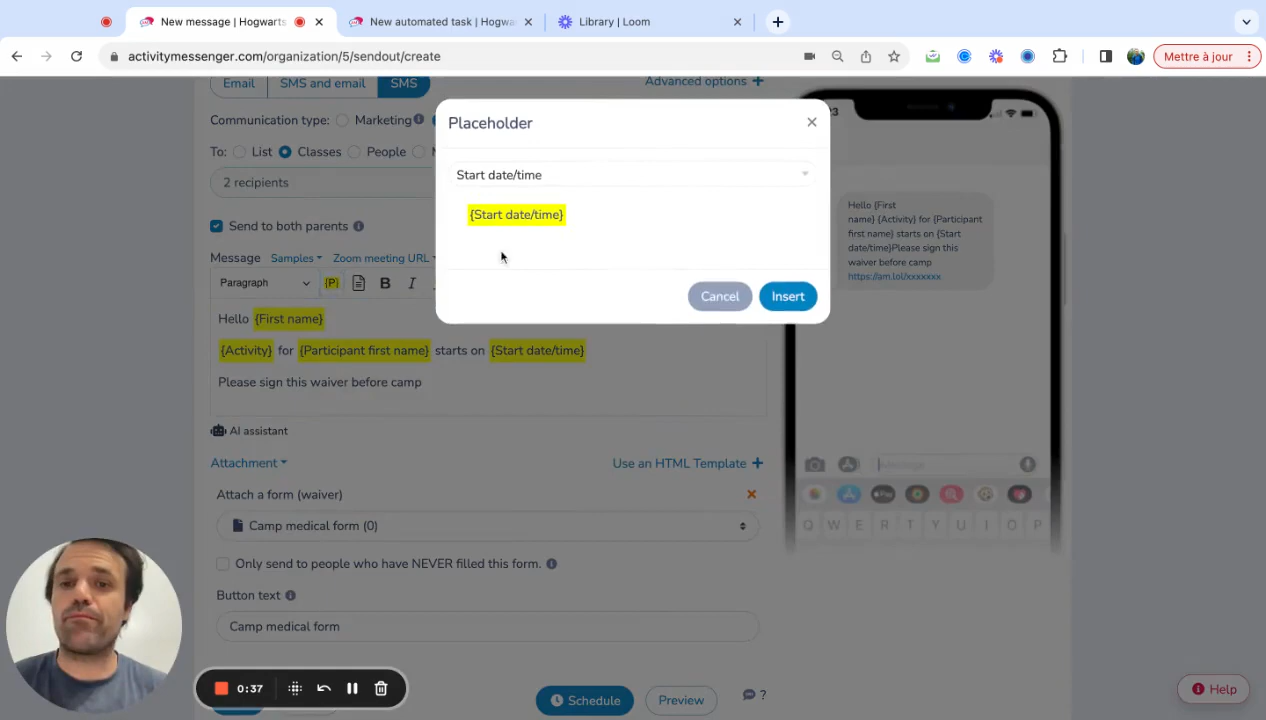 New message | Hogwarts
New automated task | Hogwa
Library | Loom
activitymessenger.com/organization/5/sendout/create
Mettre à jour
Email
SMS and email
SMS
Advanced options
Communication type:
Marketing
To:
List
Classes
People
2 recipients
Send to both parents
Message
Samples
Zoom meeting URL
Paragraph
{P}
B
I
Hello {First name}
{Activity} for {Participant first name} starts on {Start date/time}
Please sign this waiver before camp
AI assistant
Attachment
Use an HTML Template
Attach a form (waiver)
Camp medical form (0)
Only send to people who have NEVER filled this form.
Button text
Camp medical form
Schedule
Preview
?
Placeholder
Start date/time
{Start date/time}
Cancel
Insert
Hello {First
name} {Activity} for {Participant
first name} starts on {Start
date/time}Please sign this
waiver before camp
https://am.lol/xxxxxxx
iMessage
Pay
Q W E R T Y U I O P
0:37
Help